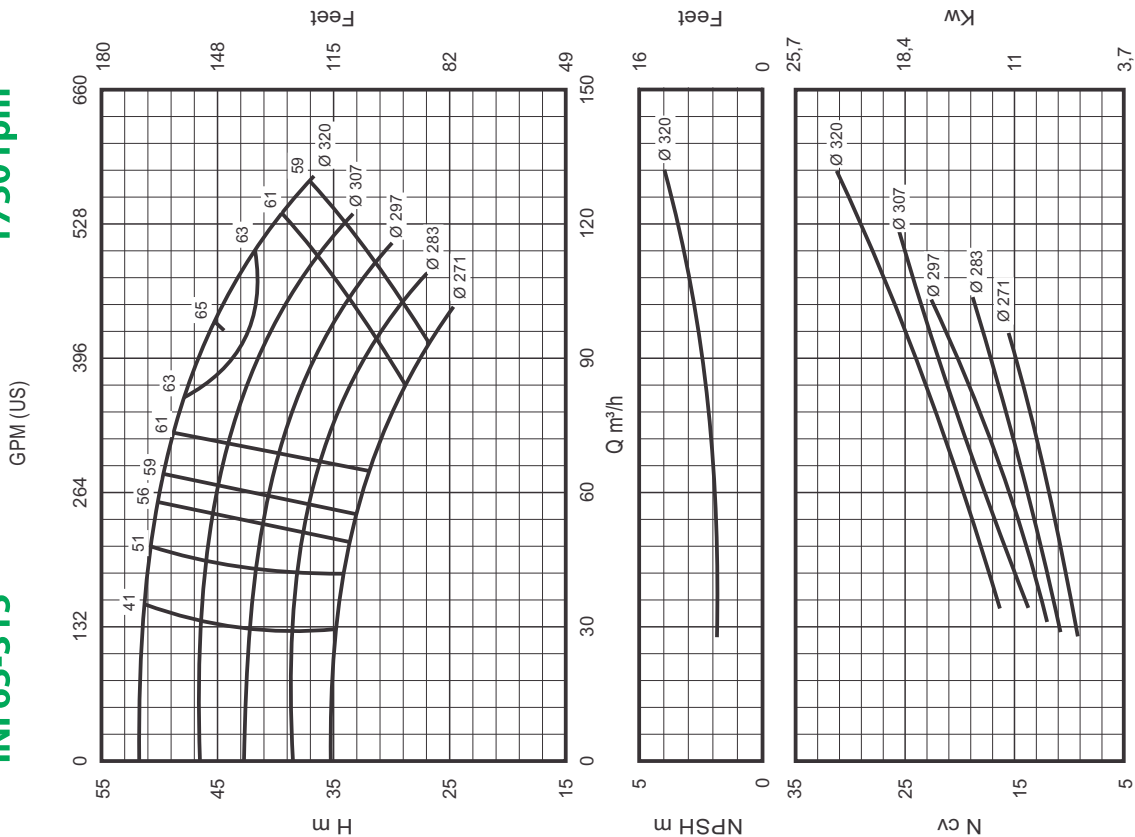 INI 65-315
1750 rpm
GPM (US)
0
132
264
396
528
660
55
45
35
25
15
H m
180
148
115
82
49
Feet
41
51
56
59
61
63
65
63
61
59
Ø 320
Ø 307
Ø 297
Ø 283
Ø 271
0
30
60
90
120
150
Q m³/h
5
0
NPSH m
16
0
Feet
Ø 320
35
25
15
5
N cv
25,7
18,4
11
3,7
Kw
Ø 320
Ø 307
Ø 297
Ø 283
Ø 271